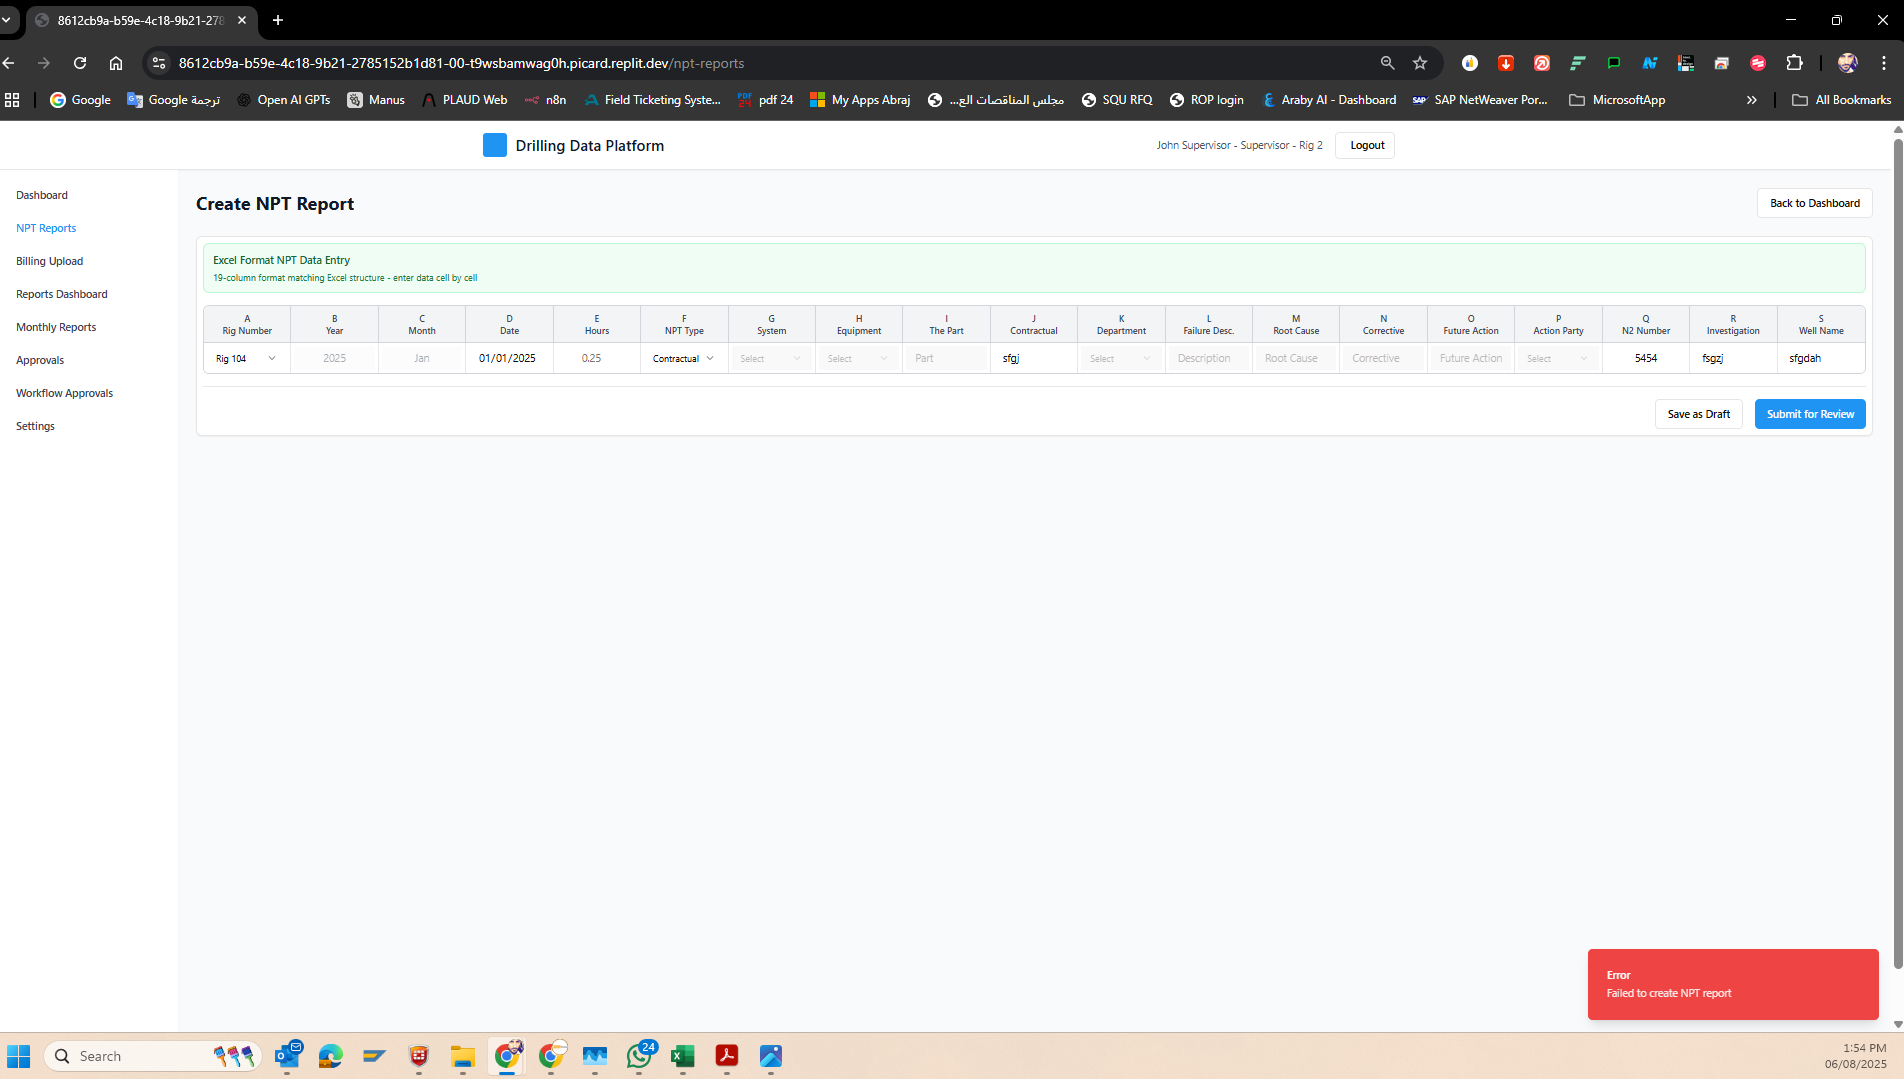 8612cb9a-b59e-4c18-9b21-278
8612cb9a-b59e-4c18-9b21-2785152b1d81-00-t9wsbamwag0h.picard.replit.dev/npt-reports
Google
Google ترجمة
Open AI GPTs
Manus
PLAUD Web
n8n
Field Ticketing Syste...
pdf 24
My Apps Abraj
مجلس المناقصات الع...
SQU RFQ
ROP login
Araby AI - Dashboard
SAP NetWeaver Por...
MicrosoftApp
All Bookmarks
Drilling Data Platform
John Supervisor - Supervisor - Rig 2
Logout
Dashboard
NPT Reports
Billing Upload
Reports Dashboard
Monthly Reports
Approvals
Workflow Approvals
Settings
Create NPT Report
Back to Dashboard
Excel Format NPT Data Entry
19-column format matching Excel structure - enter data cell by cell
A B C D E F G H I J K L M N O P Q R S
Rig Number Year Month Date Hours NPT Type System Equipment The Part Contractual Department Failure Desc. Root Cause Corrective Future Action Action Party N2 Number Investigation Well Name
Rig 104 2025 Jan 01/01/2025 0.25 Contractual Select Select Part sfgj Select Description Root Cause Corrective Future Action Select 5454 fsgzj sfgdah
Save as Draft
Submit for Review
Error
Failed to create NPT report
Search
24
1:54 PM
06/08/2025